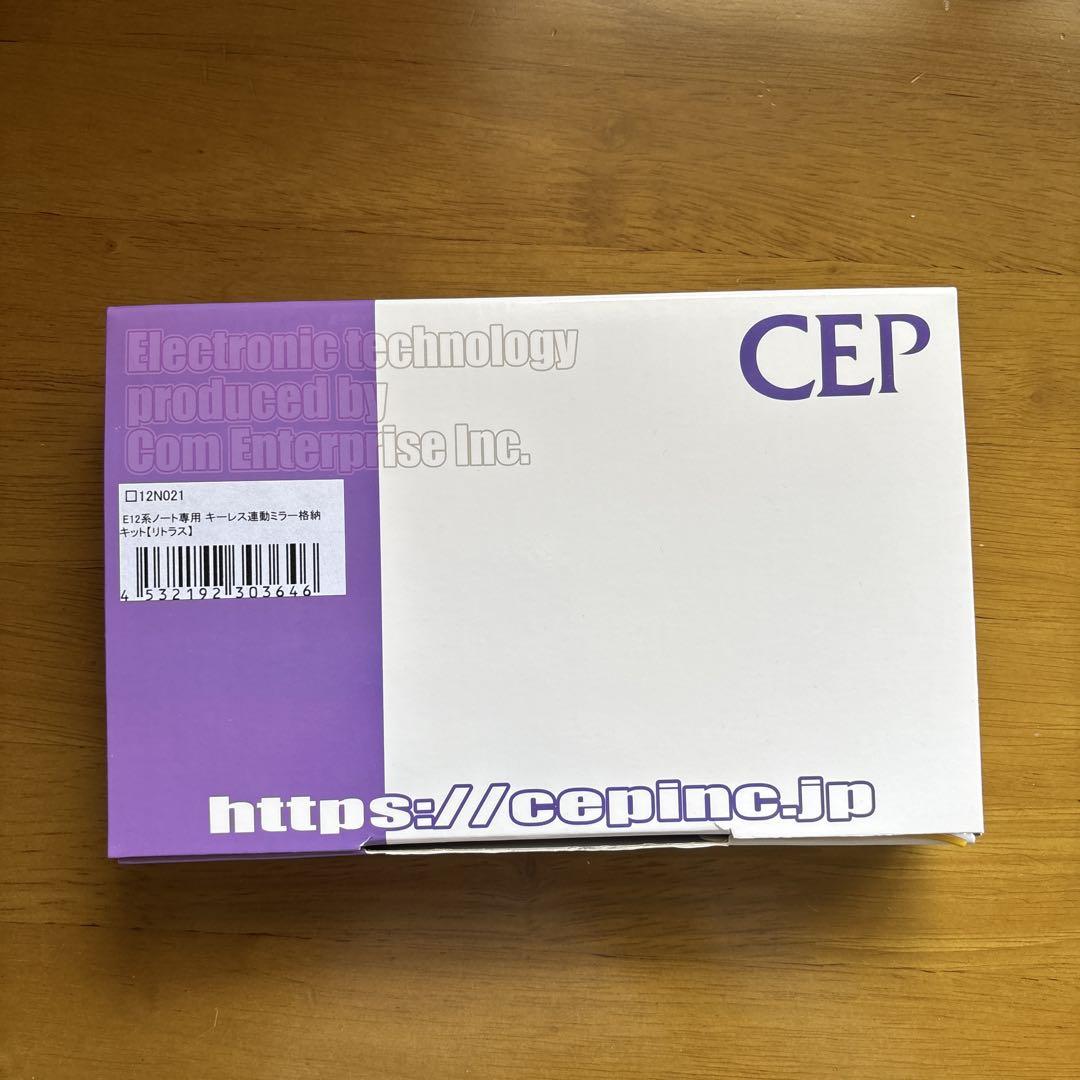 Electronic technology
produced by
Com Enterprise Inc.
CEP
□12N021
E12系ノート専用 キーレス連動ミラー格納
キット【リトラス】
4 532192 303646
https://cepinc.jp